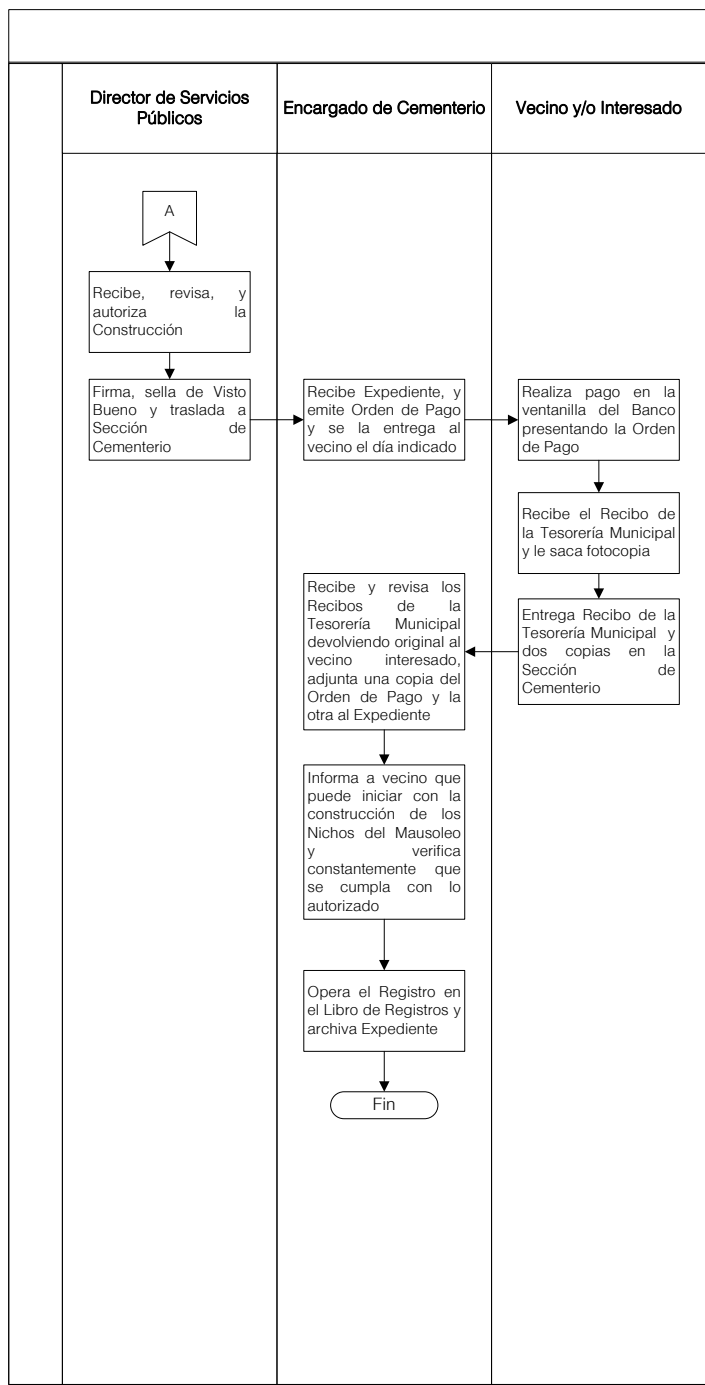 Director de Servicios
Públicos
Encargado de Cementerio
Vecino y/o Interesado
A
Recibe, revisa, y
autoriza la
Construcción
Firma, sella de Visto
Bueno y traslada a
Sección de
Cementerio
Recibe Expediente, y
emite Orden de Pago
y se la entrega al
vecino el día indicado
Realiza pago en la
ventanilla del Banco
presentando la Orden
de Pago
Recibe el Recibo de
la Tesorería Municipal
y le saca fotocopia
Entrega Recibo de la
Tesorería Municipal y
dos copias en la
Sección de
Cementerio
Recibe y revisa los
Recibos de la
Tesorería Municipal
devolviendo original al
vecino interesado,
adjunta una copia del
Orden de Pago y la
otra al Expediente
Informa a vecino que
puede iniciar con la
construcción de los
Nichos del Mausoleo
y verifica
constantemente que
se cumpla con lo
autorizado
Opera el Registro en
el Libro de Registros y
archiva Expediente
Fin